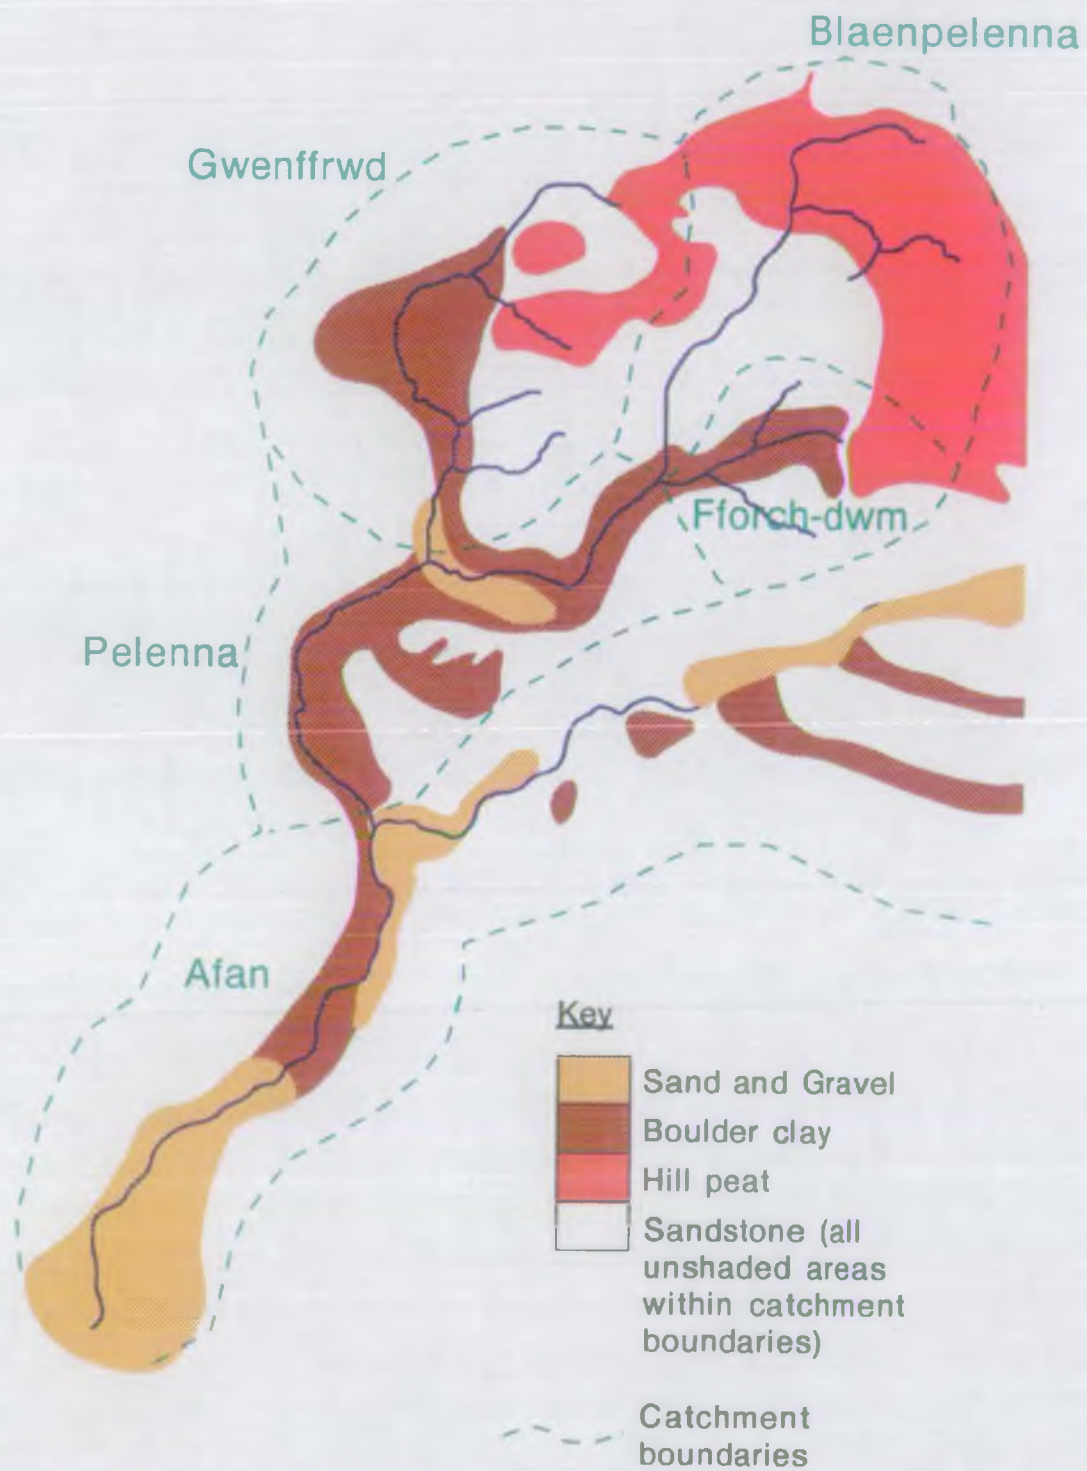 Blaenpelenna
Gwenffrwd
Fforch-dwm
Pelenna
Afan
Key
Sand and Gravel
Boulder clay
Hill peat
Sandstone (all
unshaded areas
within catchment
boundaries)
Catchment
boundaries